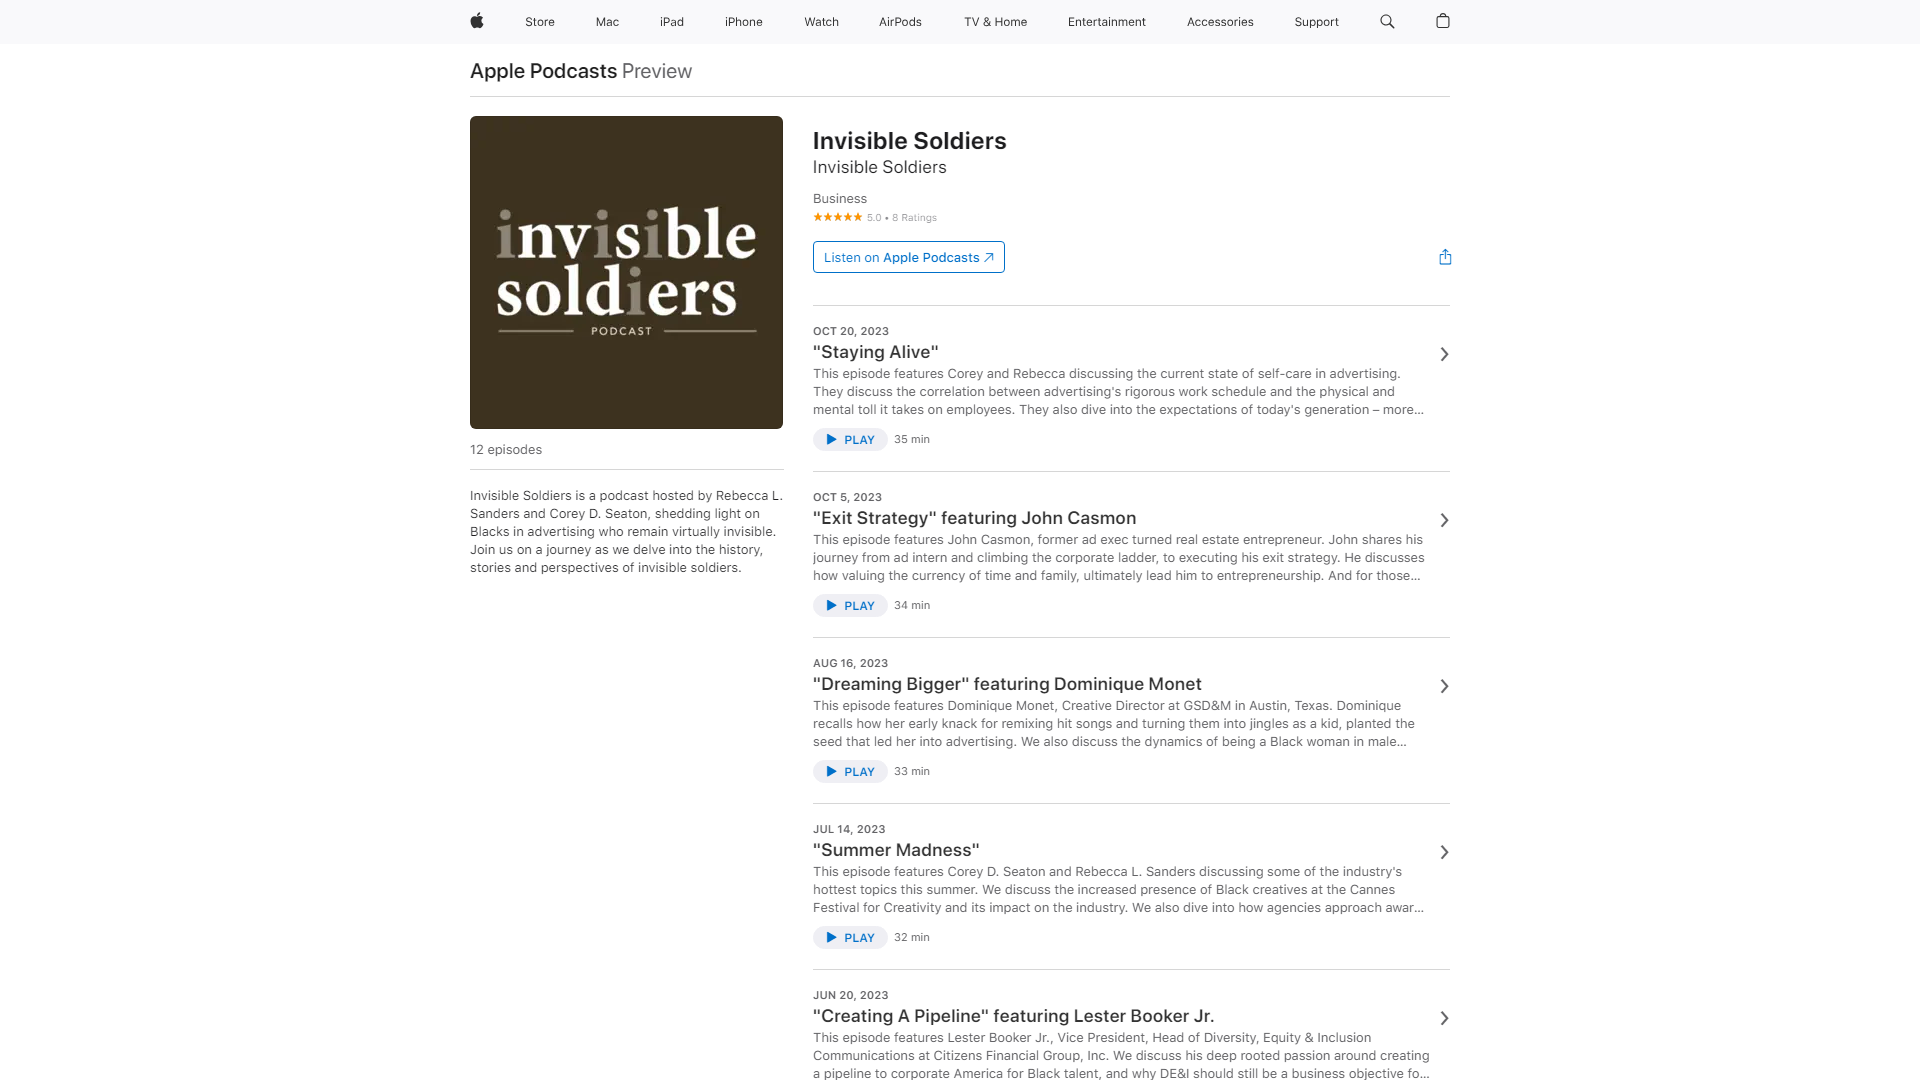 Store
Mac
iPad
iPhone
Watch
AirPods
TV & Home
Entertainment
Accessories
Support
Apple Podcasts Preview
invisible
soldiers
PODCAST
12 episodes
Invisible Soldiers is a podcast hosted by Rebecca L.
Sanders and Corey D. Seaton, shedding light on
Blacks in advertising who remain virtually invisible.
Join us on a journey as we delve into the history,
stories and perspectives of invisible soldiers.
Invisible Soldiers
Invisible Soldiers
Business
★★★★★ 5.0 • 8 Ratings
Listen on Apple Podcasts ↗
OCT 20, 2023
"Staying Alive"
This episode features Corey and Rebecca discussing the current state of self-care in advertising.
They discuss the correlation between advertising's rigorous work schedule and the physical and
mental toll it takes on employees. They also dive into the expectations of today's generation – more…
PLAY 35 min
OCT 5, 2023
"Exit Strategy" featuring John Casmon
This episode features John Casmon, former ad exec turned real estate entrepreneur. John shares his
journey from ad intern and climbing the corporate ladder, to executing his exit strategy. He discusses
how valuing the currency of time and family, ultimately lead him to entrepreneurship. And for those…
PLAY 34 min
AUG 16, 2023
"Dreaming Bigger" featuring Dominique Monet
This episode features Dominique Monet, Creative Director at GSD&M in Austin, Texas. Dominique
recalls how her early knack for remixing hit songs and turning them into jingles as a kid, planted the
seed that led her into advertising. We also discuss the dynamics of being a Black woman in male…
PLAY 33 min
JUL 14, 2023
"Summer Madness"
This episode features Corey D. Seaton and Rebecca L. Sanders discussing some of the industry's
hottest topics this summer. We discuss the increased presence of Black creatives at the Cannes
Festival for Creativity and its impact on the industry. We also dive into how agencies approach awar…
PLAY 32 min
JUN 20, 2023
"Creating A Pipeline" featuring Lester Booker Jr.
This episode features Lester Booker Jr., Vice President, Head of Diversity, Equity & Inclusion
Communications at Citizens Financial Group, Inc. We discuss his deep rooted passion around creating
a pipeline to corporate America for Black talent, and why DE&I should still be a business objective fo…